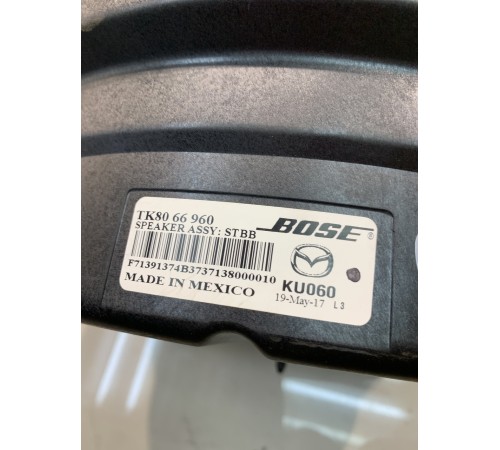 TK80 66 960
SPEAKER ASSY: STBB
BOSE®
F71391374B3737138000010
KU060
MADE IN MEXICO
19-May-17 L3